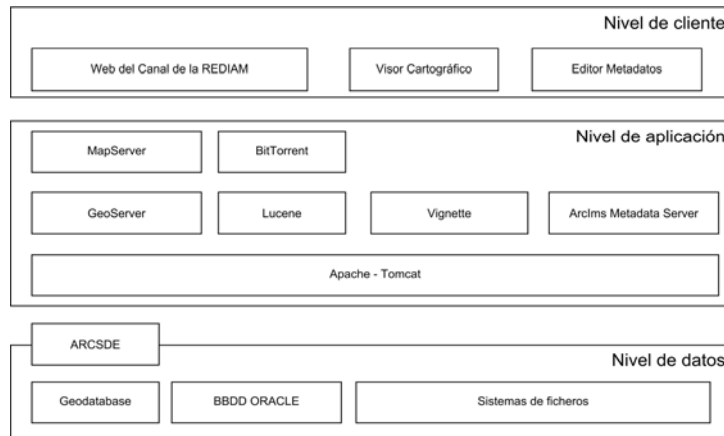 Nivel de cliente
Web del Canal de la REDIAM
Visor Cartográfico
Editor Metadatos
Nivel de aplicación
MapServer
BitTorrent
GeoServer
Lucene
Vignette
ArcIms Metadata Server
Apache - Tomcat
ARCSDE
Nivel de datos
Geodatabase
BBDD ORACLE
Sistemas de ficheros